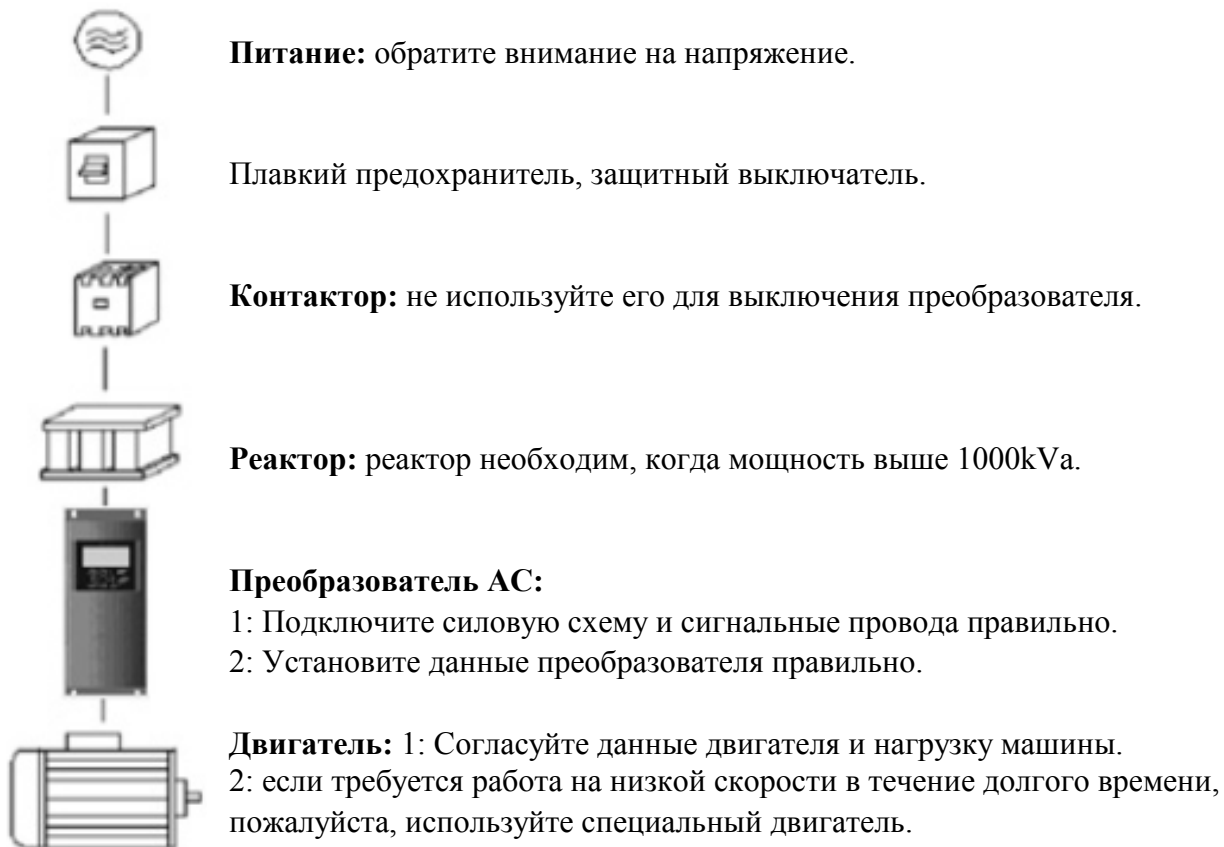 Питание: обратите внимание на напряжение.
Плавкий предохранитель, защитный выключатель.
Контактор: не используйте его для выключения преобразователя.
Реактор: реактор необходим, когда мощность выше 1000kVa.
Преобразователь AC:
1: Подключите силовую схему и сигнальные провода правильно.
2: Установите данные преобразователя правильно.
Двигатель: 1: Согласуйте данные двигателя и нагрузку машины.
2: если требуется работа на низкой скорости в течение долгого времени,
пожалуйста, используйте специальный двигатель.